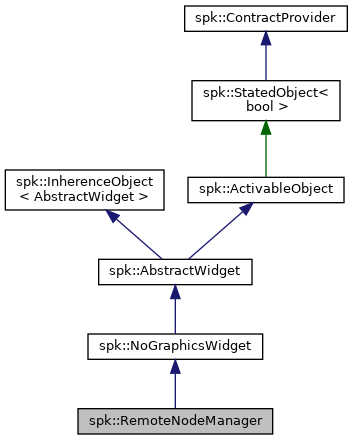 spk::ContractProvider
spk::StatedObject<
bool >
spk::InherenceObject
< AbstractWidget >
spk::ActivableObject
spk::AbstractWidget
spk::NoGraphicsWidget
spk::RemoteNodeManager